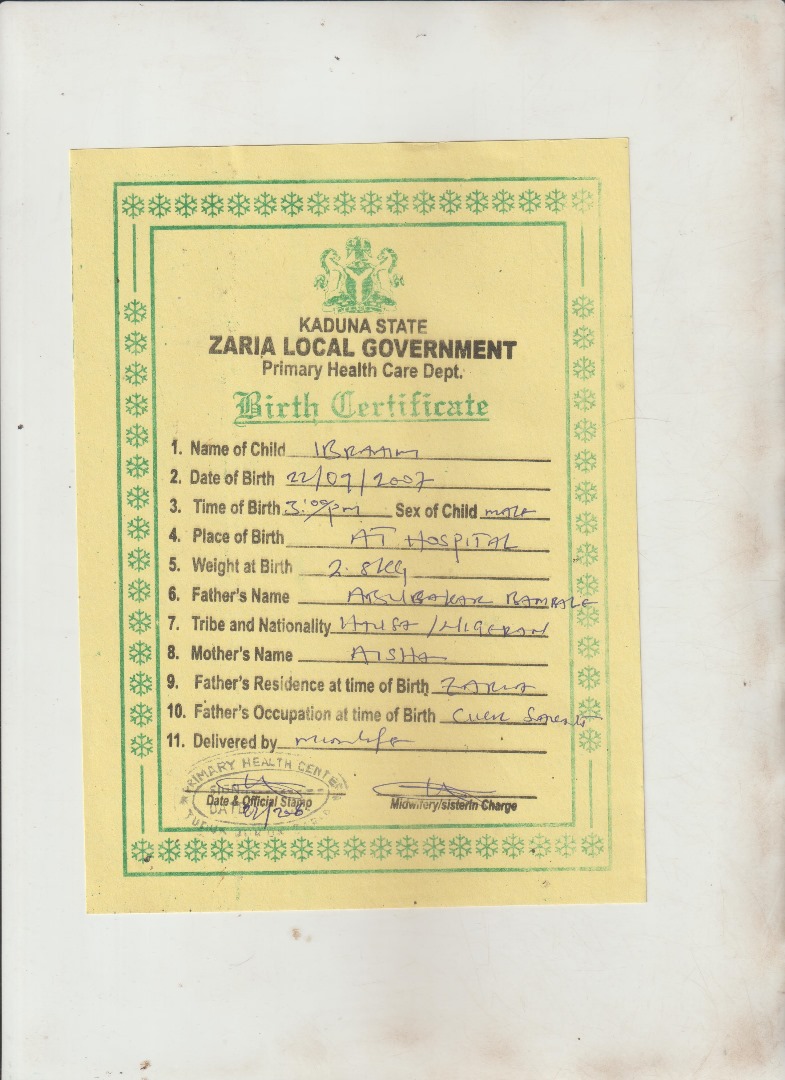 KADUNA STATE
ZARIA LOCAL GOVERNMENT
Primary Health Care Dept.
Birth Certificate
1. Name of Child IBRAHIM
2. Date of Birth 22/07/2007
3. Time of Birth 3:00pm Sex of Child male
4. Place of Birth AT HOSPITAL
5. Weight at Birth 2.8kg
6. Father's Name ABUBAKAR BAMBALE
7. Tribe and Nationality HAUSA / NIGERIAN
8. Mother's Name AISHA
9. Father's Residence at time of Birth ZARIA
10. Father's Occupation at time of Birth
11. Delivered by midwife
PRIMARY HEALTH CENTER
Date & Official Stamp
Midwifery/sisterin Charge